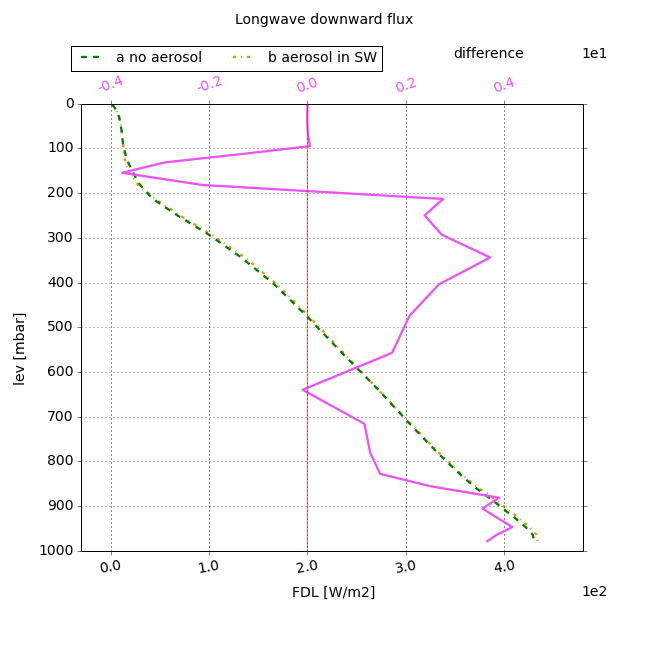 Longwave downward flux
a no aerosol b aerosol in SW difference 1e1
-0.4 -0.2 0.0 0.2 0.4
0
100
200
300
400
500
600
700
800
900
1000
lev [mbar]
0.0 1.0 2.0 3.0 4.0
FDL [W/m2] 1e2